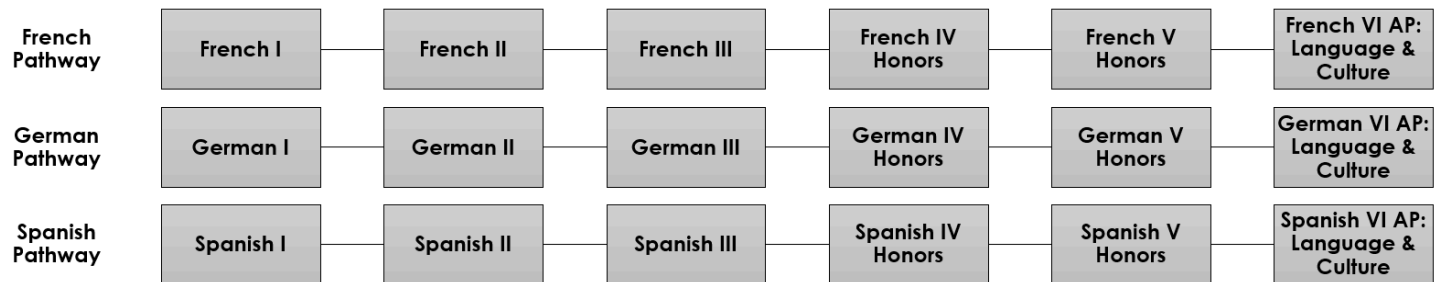 French
Pathway
French I
French II
French III
French IV
Honors
French V
Honors
French VI AP:
Language &
Culture
German
Pathway
German I
German II
German III
German IV
Honors
German V
Honors
German VI AP:
Language &
Culture
Spanish
Pathway
Spanish I
Spanish II
Spanish III
Spanish IV
Honors
Spanish V
Honors
Spanish VI AP:
Language &
Culture